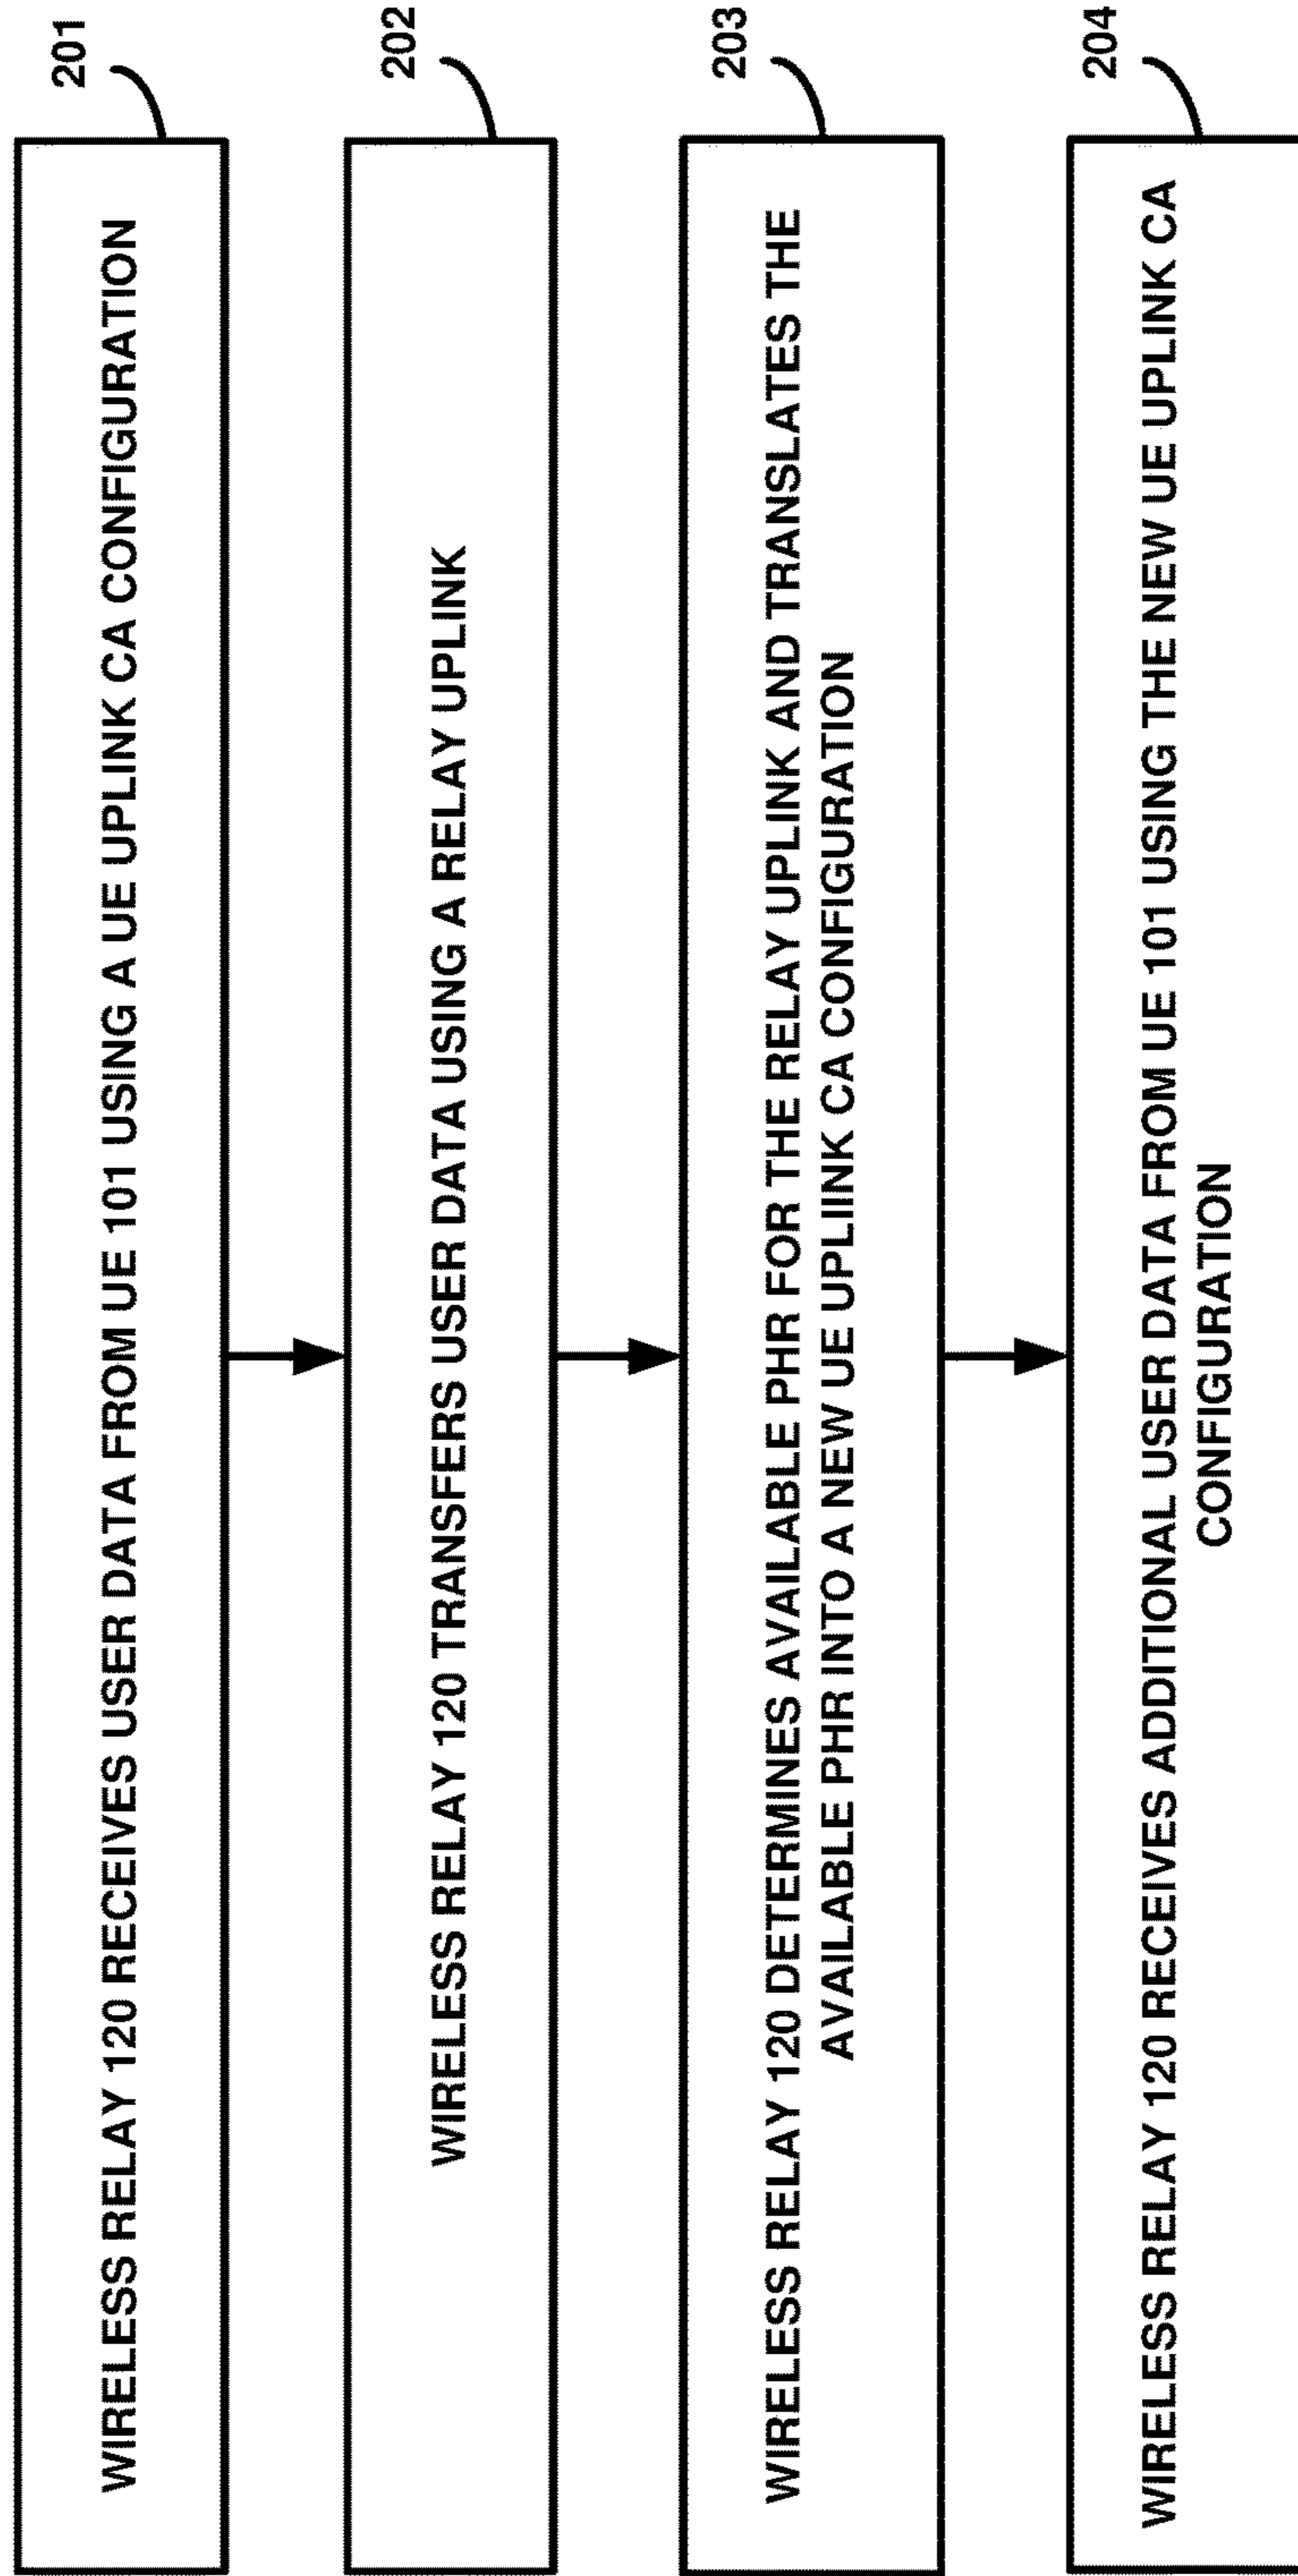 201
WIRELESS RELAY 120 RECEIVES USER DATA FROM UE 101 USING A UE UPLINK CA CONFIGURATION
202
WIRELESS RELAY 120 TRANSFERS USER DATA USING A RELAY UPLINK
203
WIRELESS RELAY 120 DETERMINES AVAILABLE PHR FOR THE RELAY UPLINK AND TRANSLATES THE
AVAILABLE PHR INTO A NEW UE UPLIINK CA CONFIGURATION
204
WIRELESS RELAY 120 RECEIVES ADDITIONAL USER DATA FROM UE 101 USING THE NEW UE UPLINK CA
CONFIGURATION